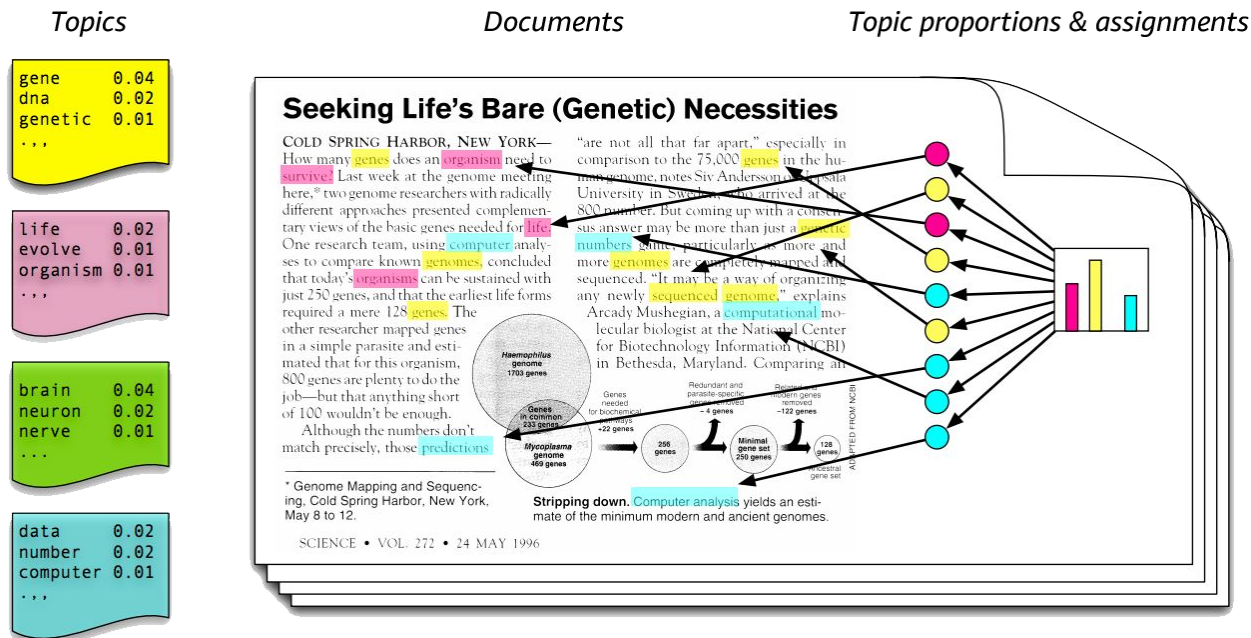 Topics
Documents
Topic proportions & assignments
gene 0.04
dna 0.02
genetic 0.01
.,,
life 0.02
evolve 0.01
organism 0.01
.,,
brain 0.04
neuron 0.02
nerve 0.01
...
data 0.02
number 0.02
computer 0.01
.,,
Seeking Life's Bare (Genetic) Necessities
COLD SPRING HARBOR, NEW YORK—
How many genes does an organism need to
survive? Last week at the genome meeting
here,* two genome researchers with radically
different approaches presented complemen-
tary views of the basic genes needed for life.
One research team, using computer analy-
ses to compare known genomes, concluded
that today's organisms can be sustained with
just 250 genes, and that the earliest life forms
required a mere 128 genes. The
other researcher mapped genes
in a simple parasite and esti-
mated that for this organism,
800 genes are plenty to do the
job—but that anything short
of 100 wouldn't be enough.
Although the numbers don't
match precisely, those predictions
* Genome Mapping and Sequenc-
ing, Cold Spring Harbor, New York,
May 8 to 12.
"are not all that far apart," especially in
comparison to the 75,000 genes in the hu-
man genome, notes Siv Andersson of Uppsala
University in Sweden, who arrived at the
800 number. But coming up with a consen-
sus answer may be more than just a genetic
numbers game, particularly as more and
more genomes are completely mapped and
sequenced. "It may be a way of organizing
any newly sequenced genome," explains
Arcady Mushegian, a computational mo-
lecular biologist at the National Center
for Biotechnology Information (NCBI)
in Bethesda, Maryland. Comparing an
Haemophilus
genome
1703 genes
Genes
in common
233 genes
Mycoplasma
genome
469 genes
Genes
needed
for biochemical
pathways
+22 genes
256
genes
Redundant and
parasite-specific
genes removed
– 4 genes
Minimal
gene set
250 genes
Related and
modern genes
removed
–122 genes
128
genes
Ancestral
gene set
ADAPTED FROM NCBI
Stripping down. Computer analysis yields an esti-
mate of the minimum modern and ancient genomes.
SCIENCE • VOL. 272 • 24 MAY 1996